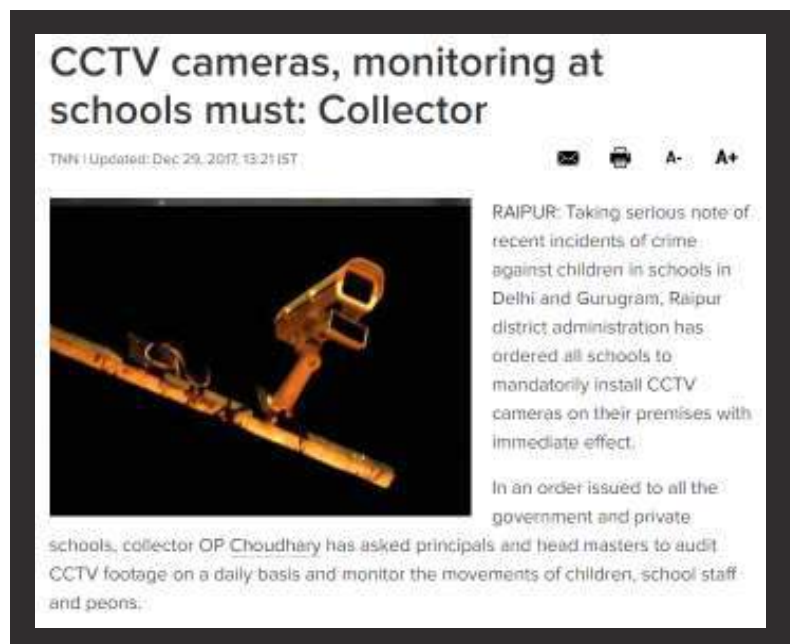 CCTV cameras, monitoring at
schools must: Collector
TNN | Updated: Dec 29, 2017, 13:21 IST
A-
A+
RAIPUR: Taking serious note of
recent incidents of crime
against children in schools in
Delhi and Gurugram, Raipur
district administration has
ordered all schools to
mandatorily install CCTV
cameras on their premises with
immediate effect.
In an order issued to all the
government and private
schools, collector OP Choudhary has asked principals and head masters to audit
CCTV footage on a daily basis and monitor the movements of children, school staff
and peons.